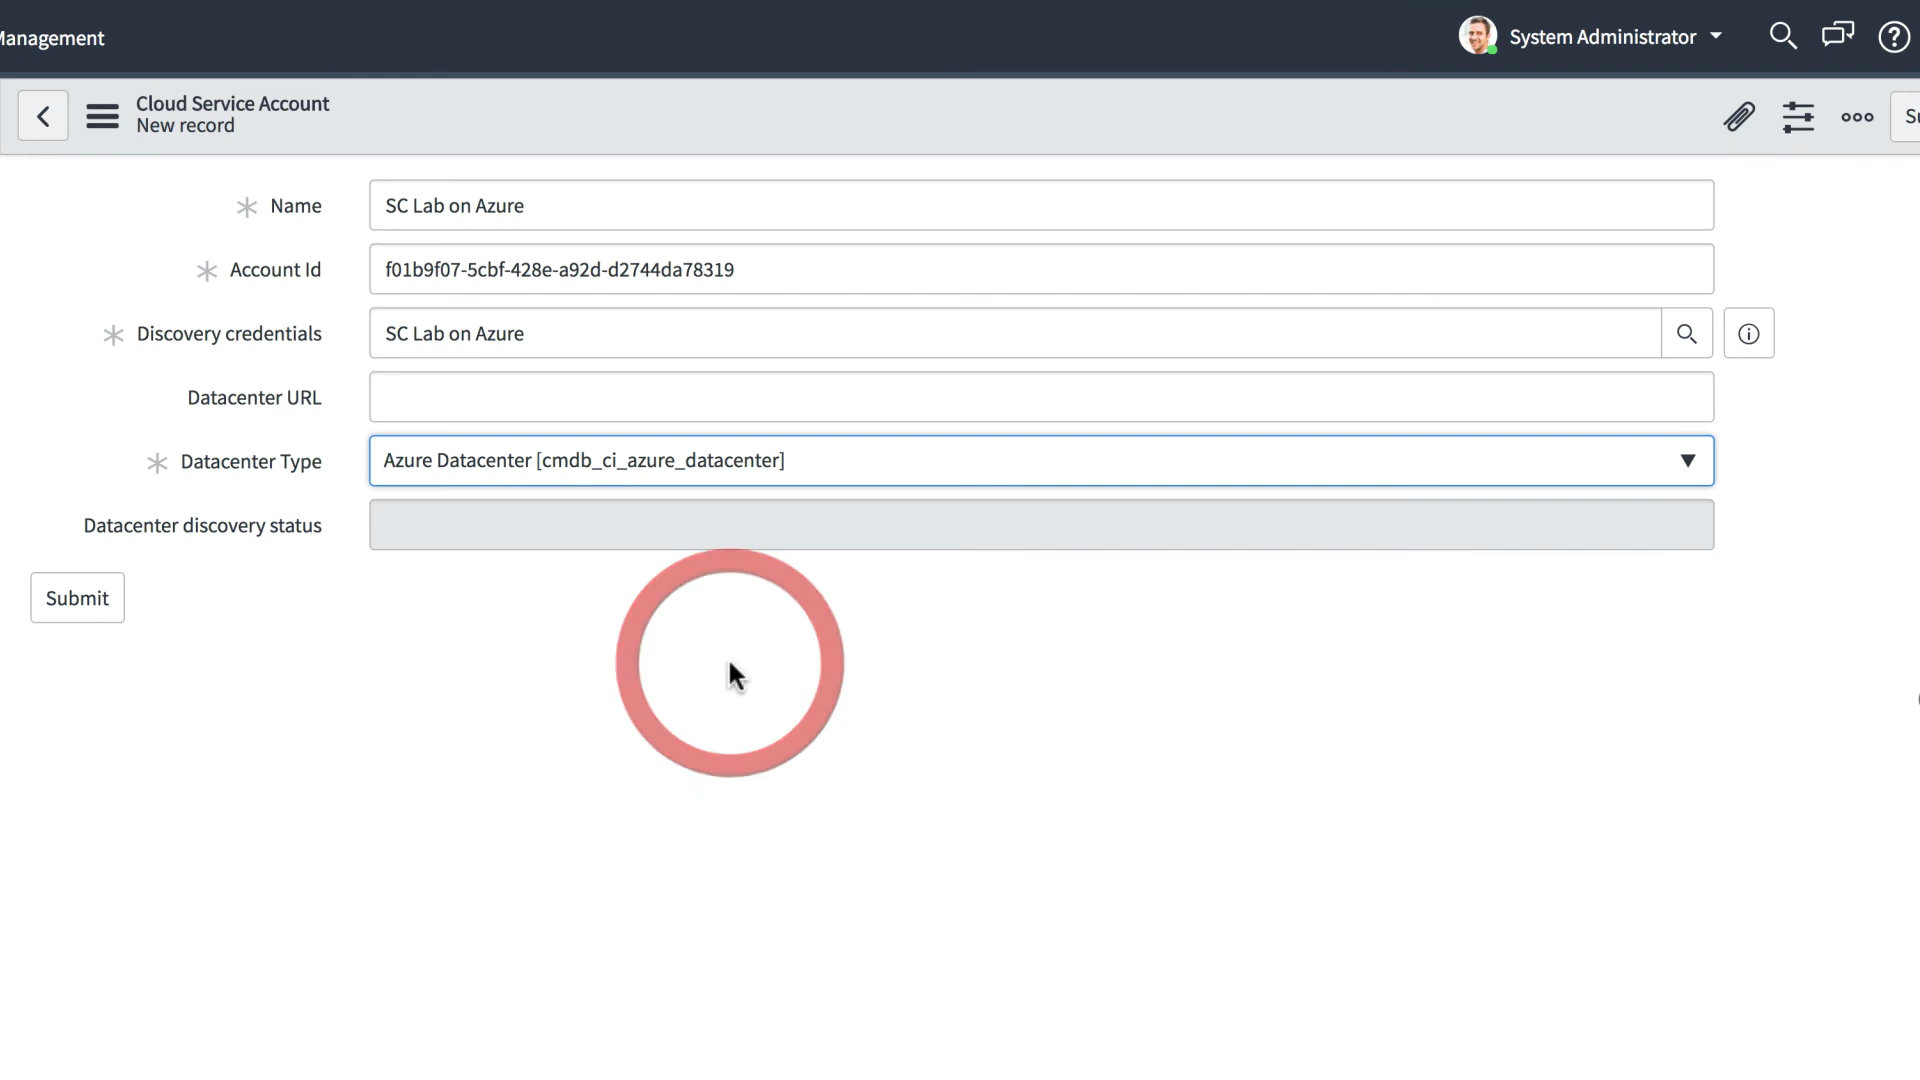 System Administrator
Cloud Service Account
New record
Name
SC Lab on Azure
Account Id
f01b9f07-5cbf-428e-a92d-d2744da78319
Discovery credentials
SC Lab on Azure
Datacenter URL
Datacenter Type
Azure Datacenter [cmdb_ci_azure_datacenter]
Datacenter discovery status
Submit